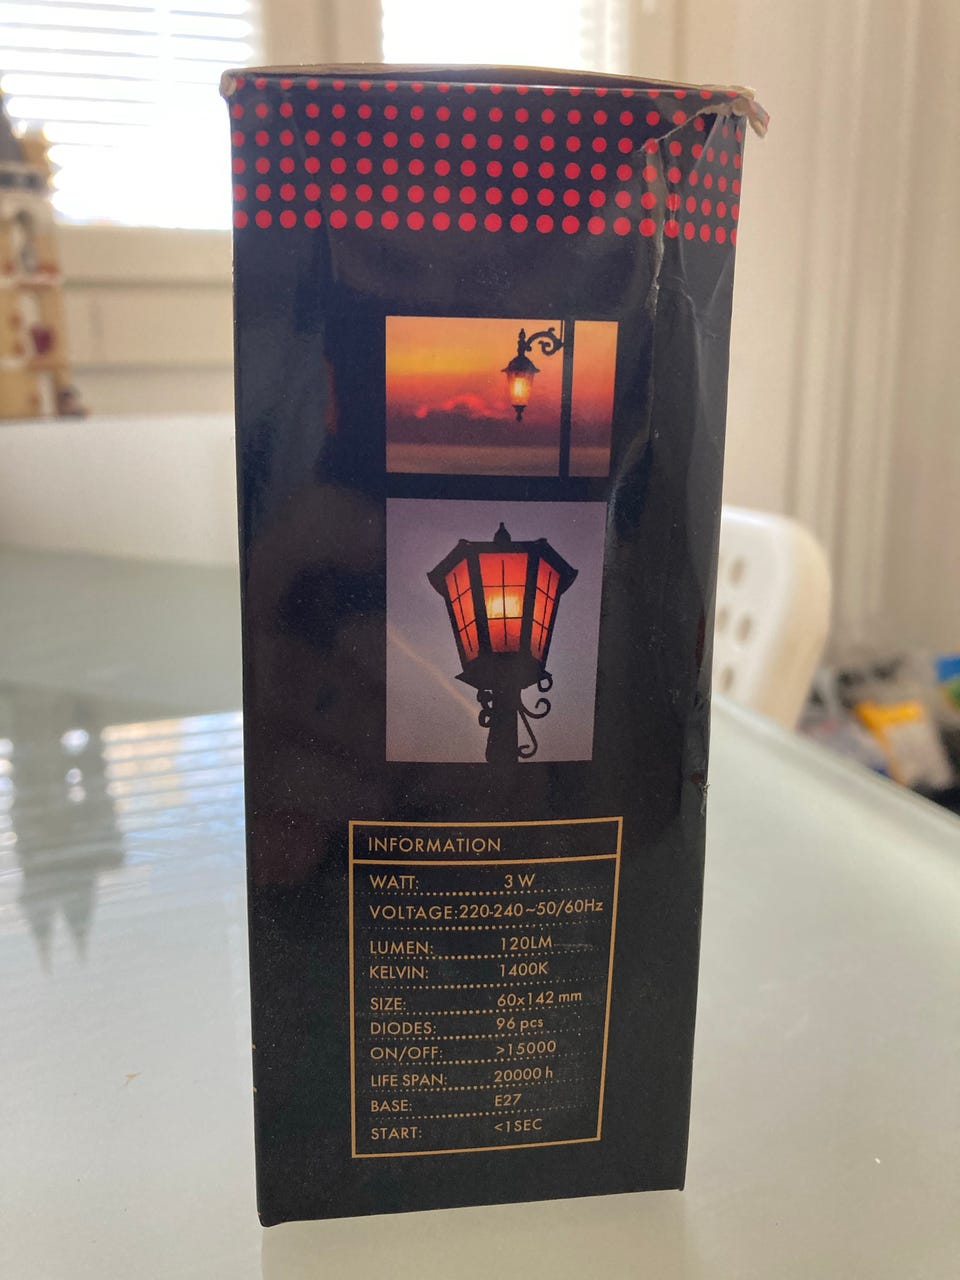 INFORMATION
WATT: 3 W
VOLTAGE: 220-240~50/60Hz
LUMEN: 120LM
KELVIN: 1400K
SIZE: 60x142 mm
DIODES: 96 pcs
ON/OFF: >15000
LIFE SPAN: 20000 h
BASE: E27
START: <1SEC